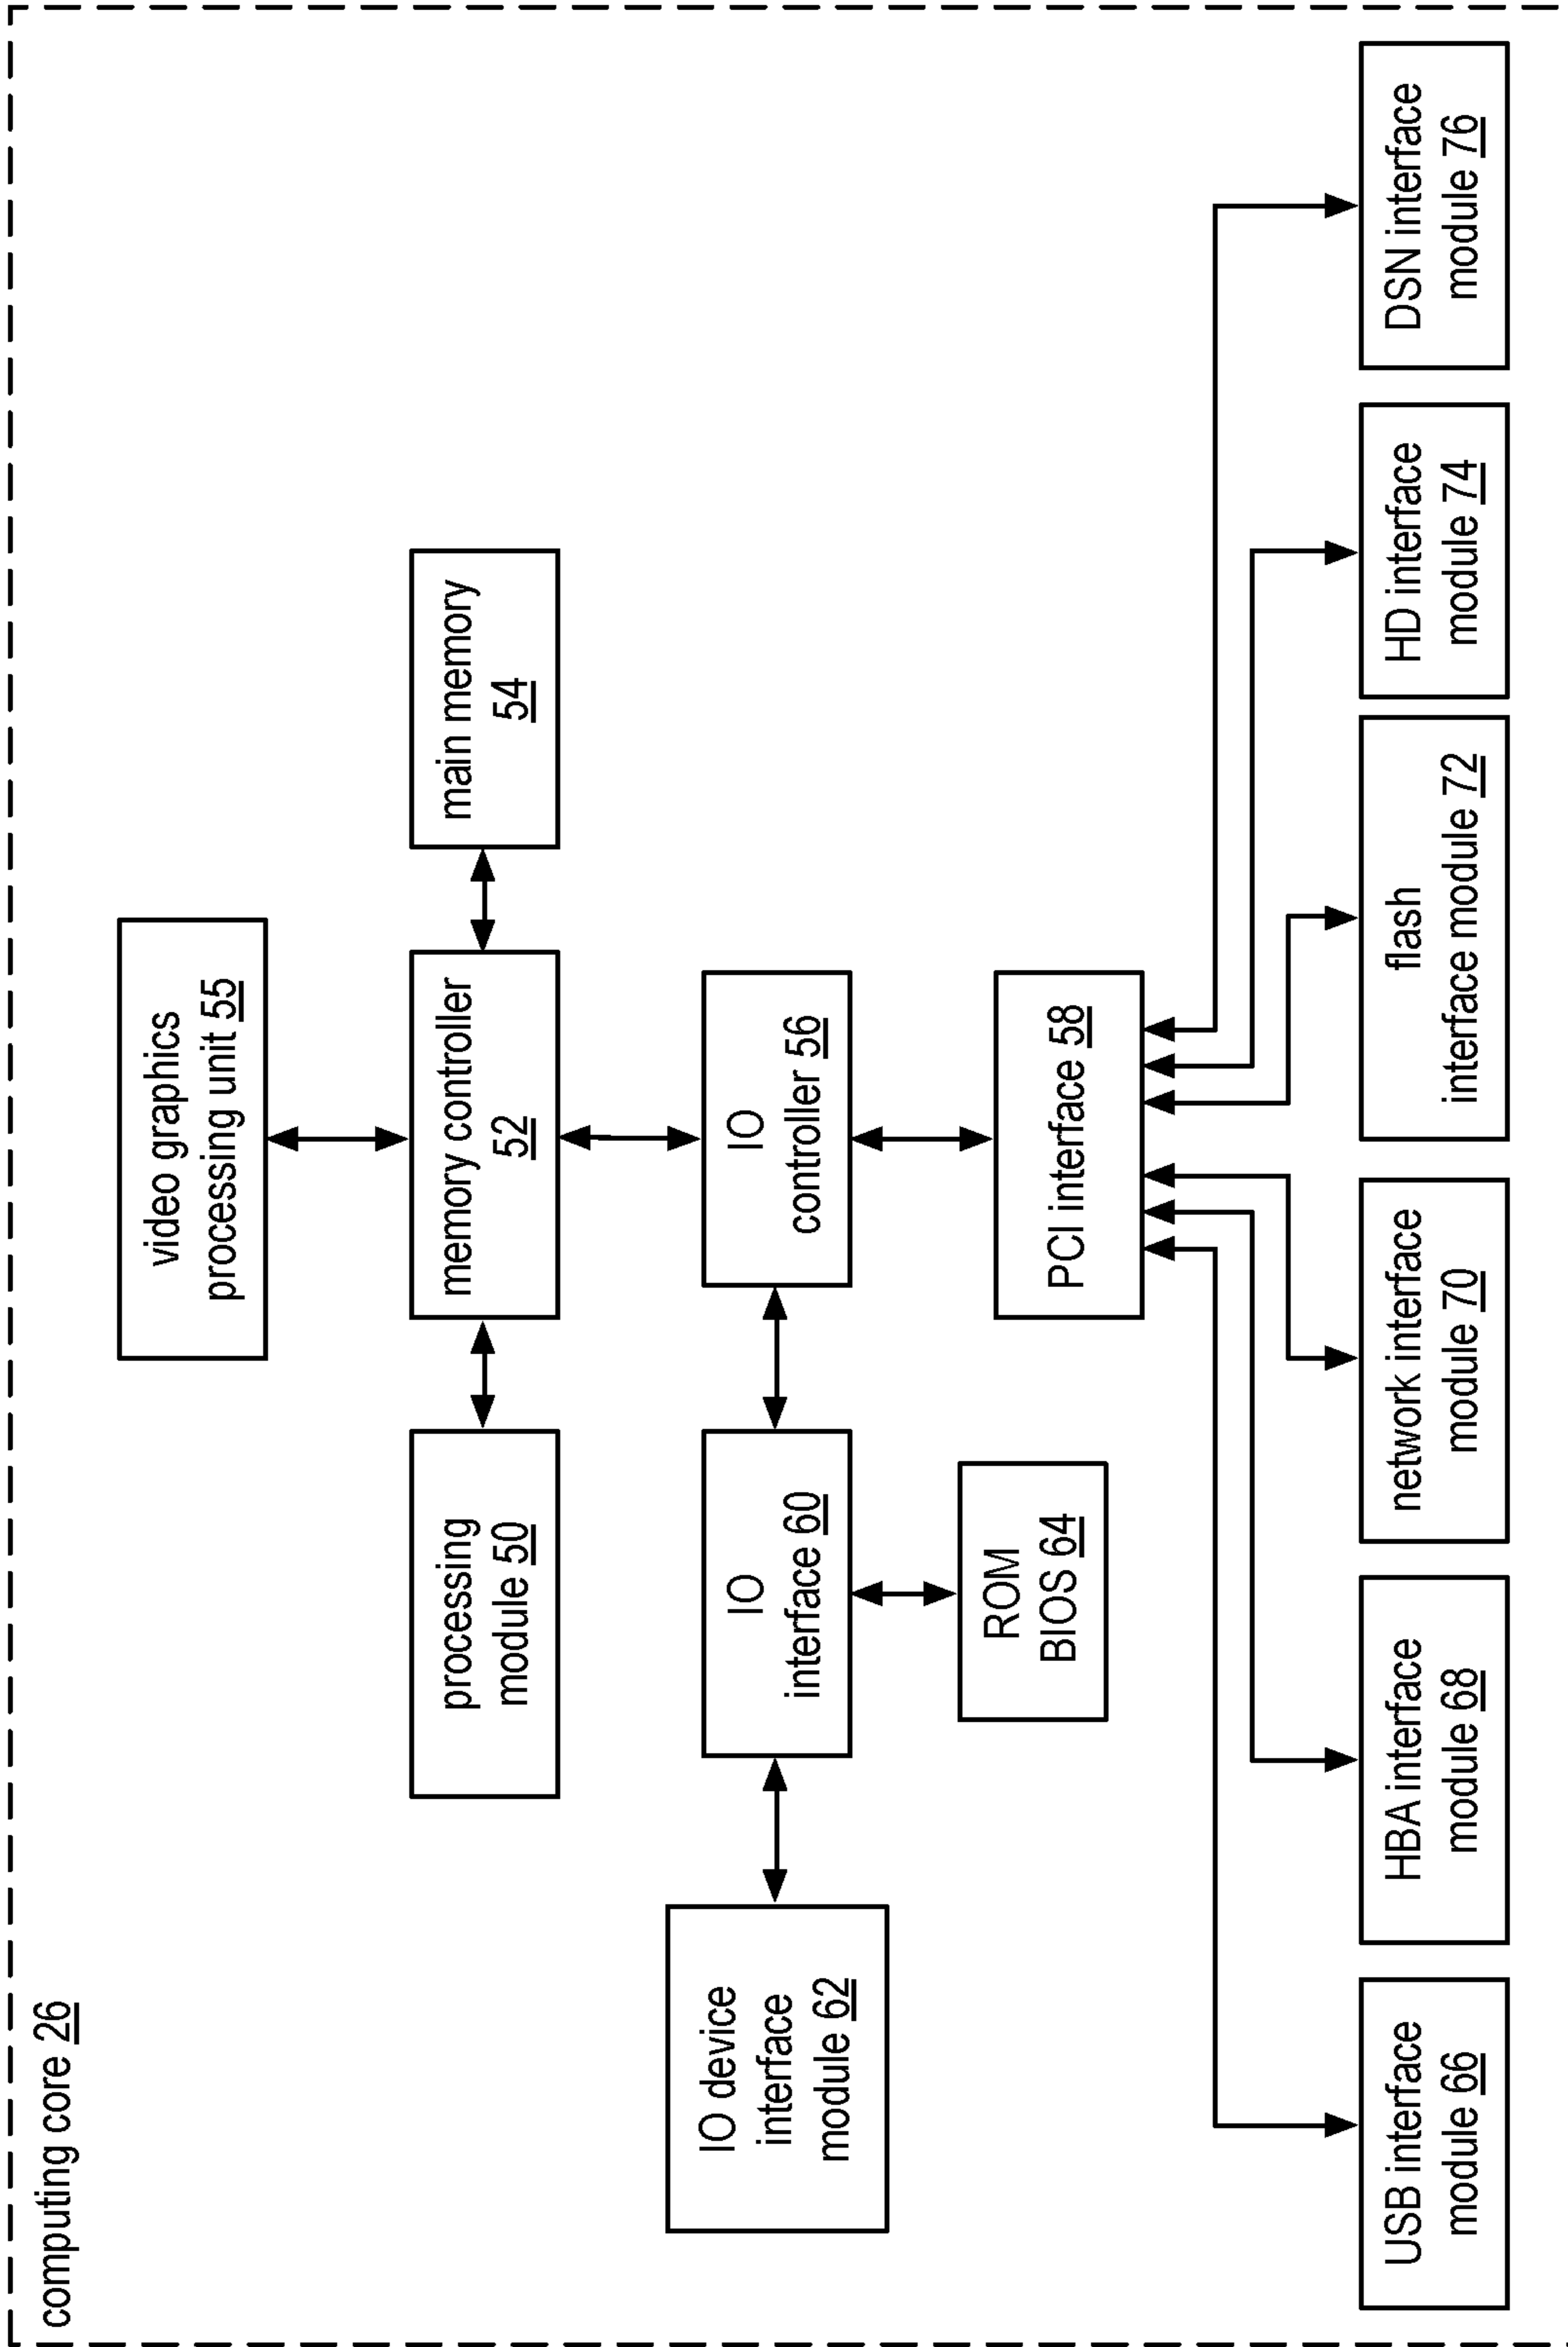 computing core 26
video graphics
processing unit 55
processing
module 50
memory controller
52
main memory
54
IO device
interface
module 62
IO
interface 60
IO
controller 56
ROM
BIOS 64
PCI interface 58
USB interface
module 66
HBA interface
module 68
network interface
module 70
flash
interface module 72
HD interface
module 74
DSN interface
module 76